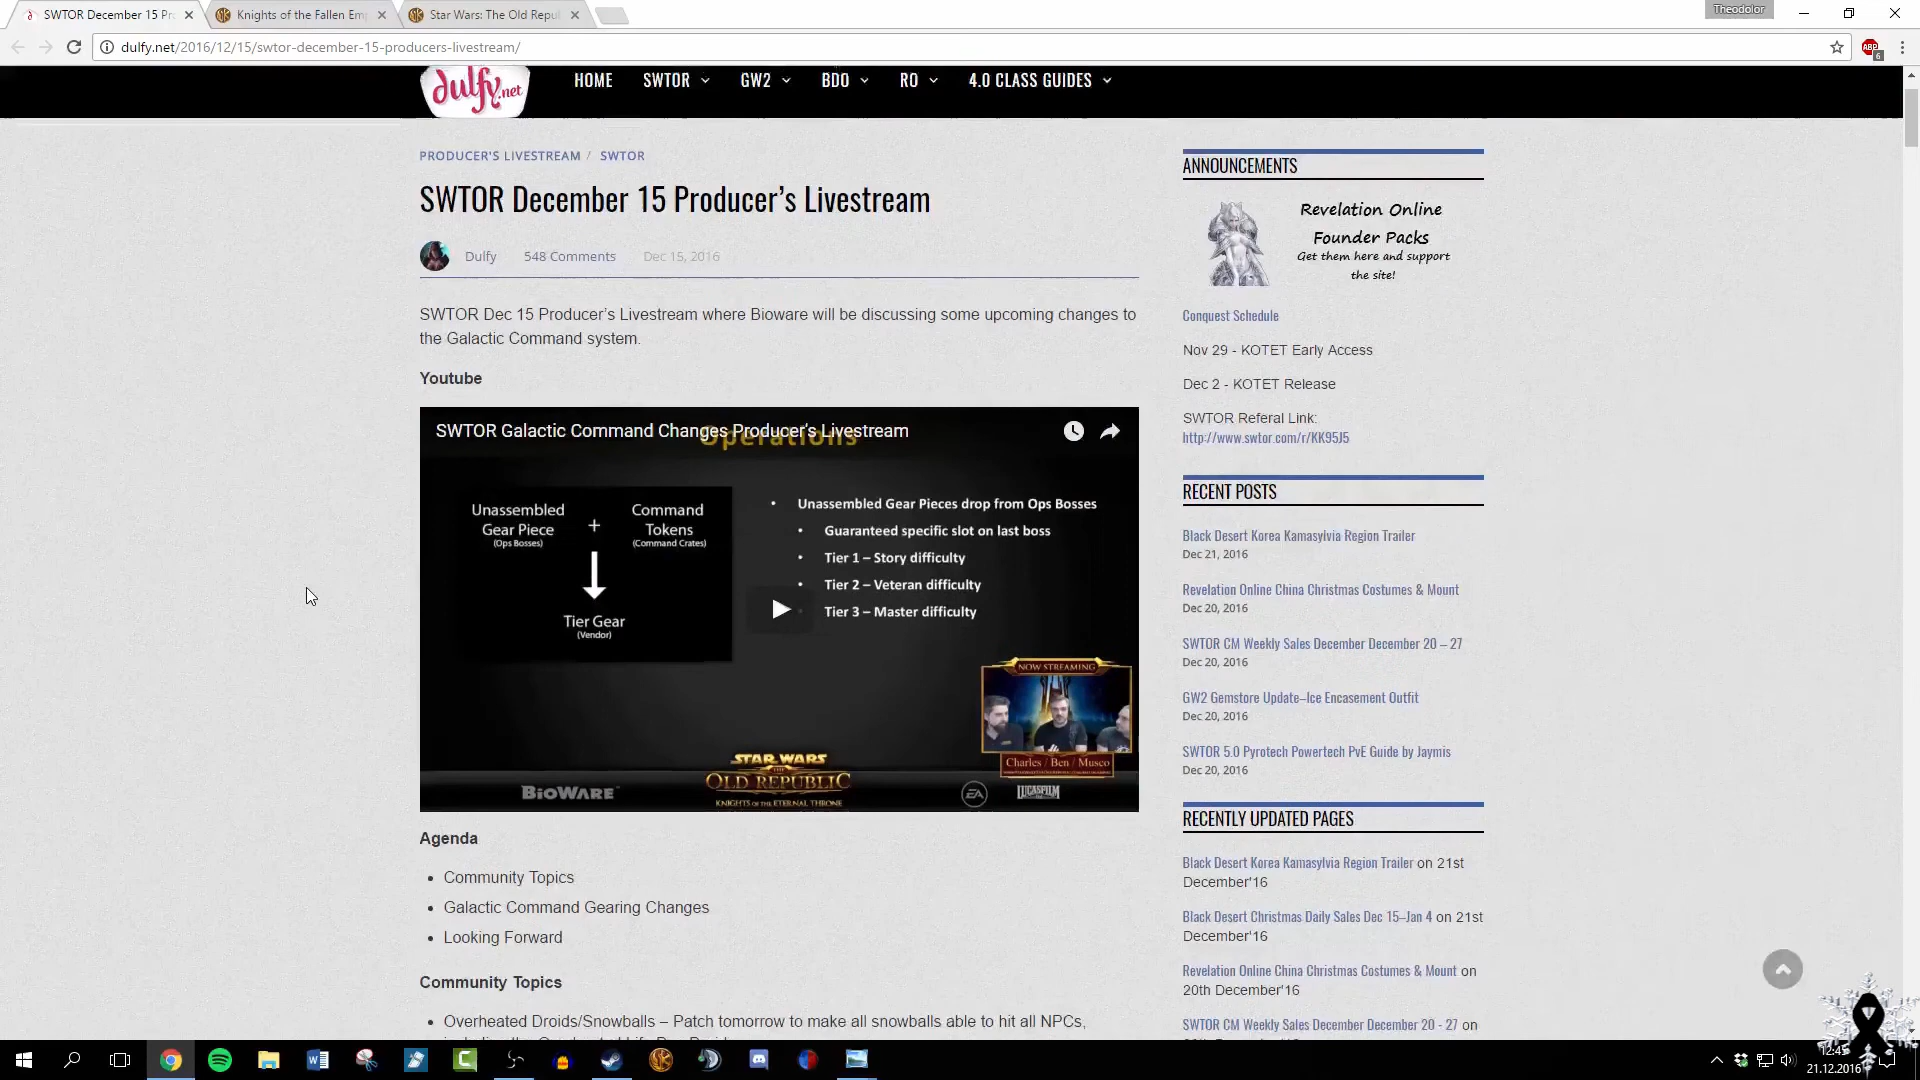 SWTOR December 15 Pro
Knights of the Fallen Em
Star Wars: The Old Repu
Theodolor
dulfy.net/2016/12/15/swtor-december-15-producers-livestream/
ABP
6
dulfy.net
HOME
SWTOR
GW2
BDO
RO
4.0 CLASS GUIDES
PRODUCER'S LIVESTREAM / SWTOR
SWTOR December 15 Producer’s Livestream
Dulfy
548 Comments
Dec 15, 2016
SWTOR Dec 15 Producer’s Livestream where Bioware will be discussing some upcoming changes to
the Galactic Command system.
Youtube
SWTOR Galactic Command Changes Producer's Livestream
Operations
Unassembled
Gear Piece
(Ops Bosses)
+
Command
Tokens
(Command Crates)
Tier Gear
(Vendor)
• Unassembled Gear Pieces drop from Ops Bosses
• Guaranteed specific slot on last boss
• Tier 1 – Story difficulty
• Tier 2 – Veteran difficulty
• Tier 3 – Master difficulty
NOW STREAMING
Charles / Ben / Musco
BIOWARE
STAR WARS
THE
OLD REPUBLIC
KNIGHTS OF THE ETERNAL THRONE
EA
LUCASFILM
Agenda
• Community Topics
• Galactic Command Gearing Changes
• Looking Forward
Community Topics
• Overheated Droids/Snowballs – Patch tomorrow to make all snowballs able to hit all NPCs,
ANNOUNCEMENTS
Revelation Online
Founder Packs
Get them here and support
the site!
Conquest Schedule
Nov 29 - KOTET Early Access
Dec 2 - KOTET Release
SWTOR Referal Link:
http://www.swtor.com/r/KK95J5
RECENT POSTS
Black Desert Korea Kamasylvia Region Trailer
Dec 21, 2016
Revelation Online China Christmas Costumes & Mount
Dec 20, 2016
SWTOR CM Weekly Sales December December 20 – 27
Dec 20, 2016
GW2 Gemstore Update–Ice Encasement Outfit
Dec 20, 2016
SWTOR 5.0 Pyrotech Powertech PvE Guide by Jaymis
Dec 20, 2016
RECENTLY UPDATED PAGES
Black Desert Korea Kamasylvia Region Trailer on 21st
December'16
Black Desert Christmas Daily Sales Dec 15–Jan 4 on 21st
December'16
Revelation Online China Christmas Costumes & Mount on
20th December'16
SWTOR CM Weekly Sales December December 20 - 27 on
21.12.2016